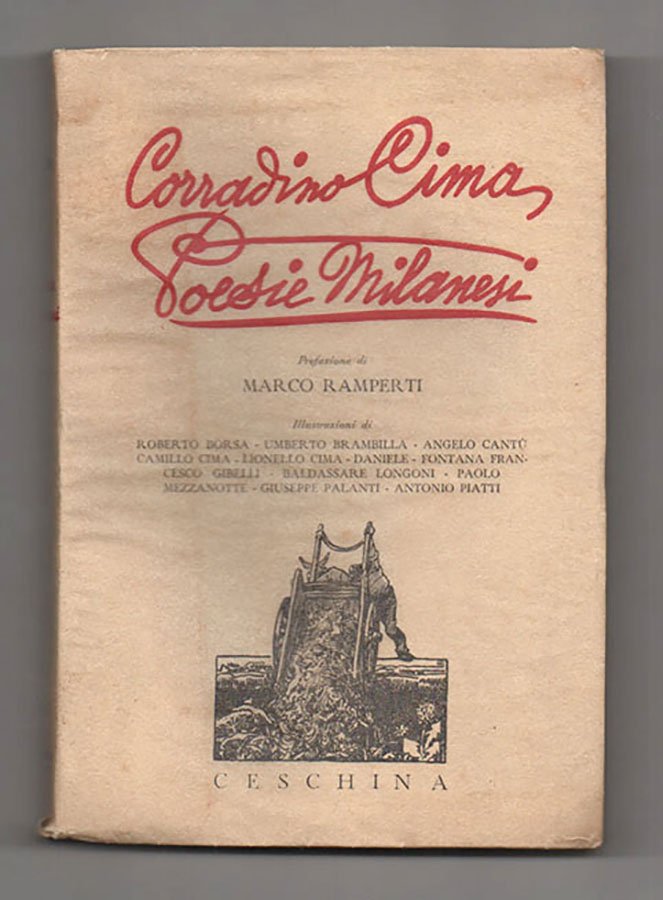 Corradino Cima
Poesie Milanesi
Prefazione di
MARCO RAMPERTI
Illustrazioni di
ROBERTO BORSA - UMBERTO BRAMBILLA - ANGELO CANTÙ
CAMILLO CIMA - LIONELLO CIMA - DANIELE - FONTANA FRAN-
CESCO GIBELLI - BALDASSARE LONGONI - PAOLO
MEZZANOTTE - GIUSEPPE PALANTI - ANTONIO PIATTI
CESCHINA